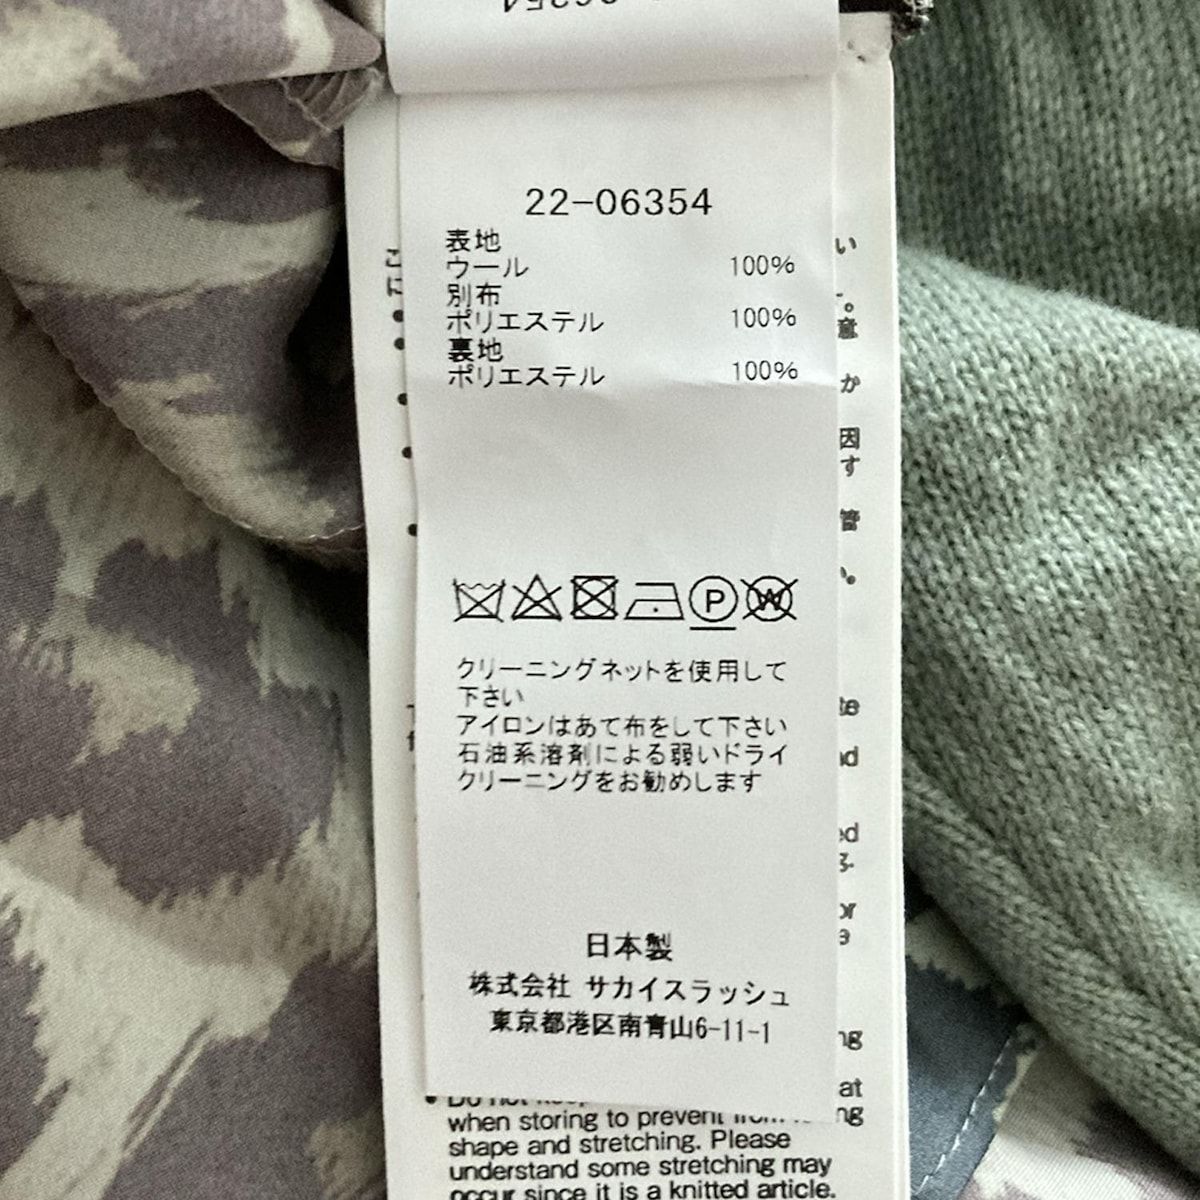 22-06354
表地
ウール 100%
別布
ポリエステル 100%
裏地
ポリエステル 100%
P W
クリーニングネットを使用して
下さい
アイロンはあて布をして下さい
石油系溶剤による弱いドライ
クリーニングをお勧めします
日本製
株式会社 サカイスラッシュ
東京都港区南青山6-11-1
when storing to prevent
shape and stretching. Please
understand some stretching may
occur since it is a knitted article.